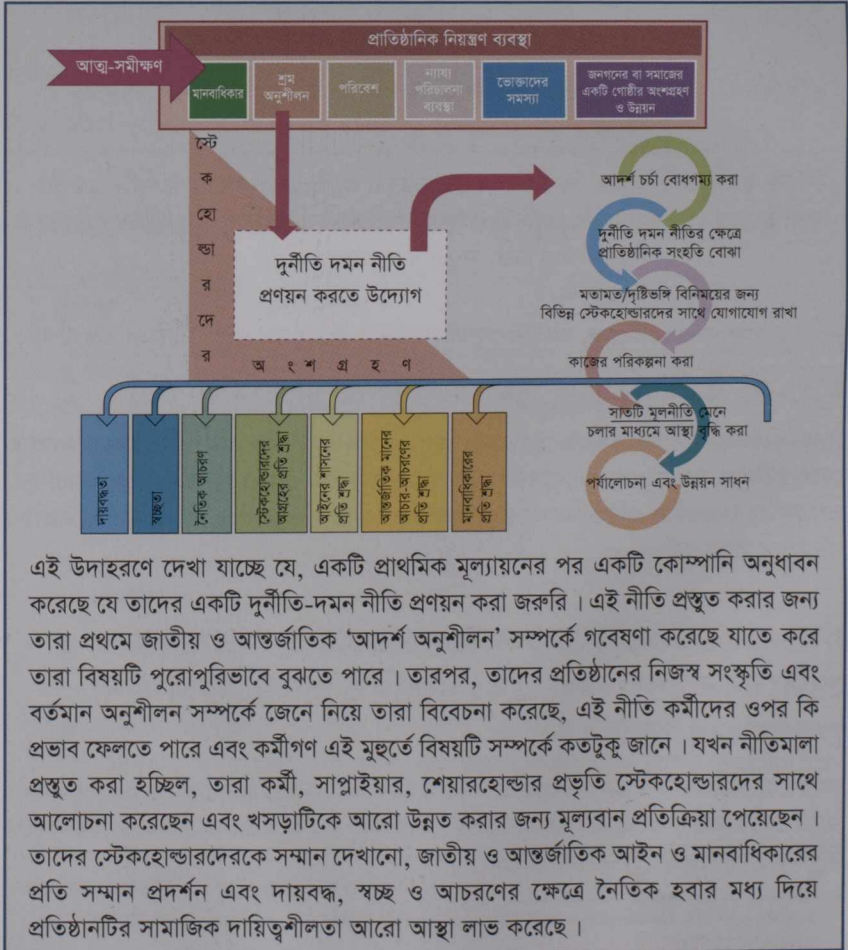 প্রাতিষ্ঠানিক নিয়ন্ত্রণ ব্যবস্থা
আত্ম-সমীক্ষণ
মানবাধিকার
শ্রম
অনুশীলন
পরিবেশ
ন্যায্য
পরিচালনা
ব্যবস্থা
ভোক্তাদের
সমস্যা
জনগনের বা সমাজের
একটি গোষ্ঠীর অংশগ্রহণ
ও উন্নয়ন
স্টেকহোল্ডারদের
অংশগ্রহণ
দুর্নীতি দমন নীতি
প্রণয়ন করতে উদ্যোগ
আদর্শ চর্চা বোধগম্য করা
দুর্নীতি দমন নীতির ক্ষেত্রে
প্রাতিষ্ঠানিক সংহতি বোঝা
মতামত/দৃষ্টিভঙ্গি বিনিময়ের জন্য
বিভিন্ন স্টেকহোল্ডারদের সাথে যোগাযোগ রাখা
কাজের পরিকল্পনা করা
সাতটি মূলনীতি মেনে
চলার মাধ্যমে আস্থা বৃদ্ধি করা
পর্যালোচনা এবং উন্নয়ন সাধন
দায়বদ্ধতা
স্বচ্ছতা
নৈতিক আচরণ
স্টেকহোল্ডারদের
আগ্রহের প্রতি শ্রদ্ধা
আইনের শাসনের
প্রতি শ্রদ্ধা
আন্তর্জাতিক মানের
আচার-আচরণের
প্রতি শ্রদ্ধা
মানবাধিকারের
প্রতি শ্রদ্ধা
এই উদাহরণে দেখা যাচ্ছে যে, একটি প্রাথমিক মূল্যায়নের পর একটি কোম্পানি অনুধাবন
করেছে যে তাদের একটি দুর্নীতি-দমন নীতি প্রণয়ন করা জরুরি । এই নীতি প্রস্তুত করার জন্য
তারা প্রথমে জাতীয় ও আন্তর্জাতিক ‘আদর্শ অনুশীলন’ সম্পর্কে গবেষণা করেছে যাতে করে
তারা বিষয়টি পুরোপুরিভাবে বুঝতে পারে । তারপর, তাদের প্রতিষ্ঠানের নিজস্ব সংস্কৃতি এবং
বর্তমান অনুশীলন সম্পর্কে জেনে নিয়ে তারা বিবেচনা করেছে, এই নীতি কর্মীদের ওপর কি
প্রভাব ফেলতে পারে এবং কর্মীগণ এই মুহুর্তে বিষয়টি সম্পর্কে কতটুকু জানে । যখন নীতিমালা
প্রস্তুত করা হচ্ছিল, তারা কর্মী, সাপ্লাইয়ার, শেয়ারহোল্ডার প্রভৃতি স্টেকহোল্ডারদের সাথে
আলোচনা করেছেন এবং খসড়াটিকে আরো উন্নত করার জন্য মূল্যবান প্রতিক্রিয়া পেয়েছেন ।
তাদের স্টেকহোল্ডারদেরকে সম্মান দেখানো, জাতীয় ও আন্তর্জাতিক আইন ও মানবাধিকারের
প্রতি সম্মান প্রদর্শন এবং দায়বদ্ধ, স্বচ্ছ ও আচরণের ক্ষেত্রে নৈতিক হবার মধ্য দিয়ে
প্রতিষ্ঠানটির সামাজিক দায়িত্বশীলতা আরো আস্থা লাভ করেছে ।